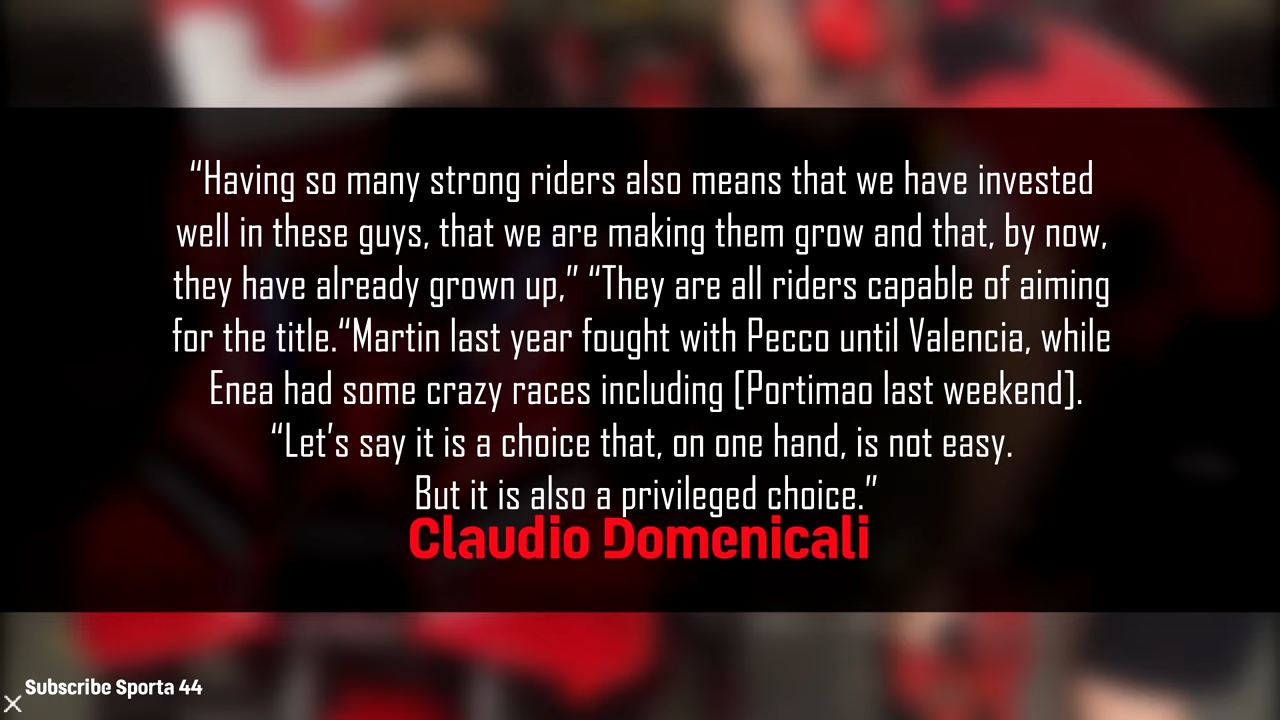 “Having so many strong riders also means that we have invested
well in these guys, that we are making them grow and that, by now,
they have already grown up,” “They are all riders capable of aiming
for the title.“Martin last year fought with Pecco until Valencia, while
Enea had some crazy races including [Portimao last weekend].
“Let’s say it is a choice that, on one hand, is not easy.
But it is also a privileged choice.”
Claudio Domenicali
Subscribe Sporta 44